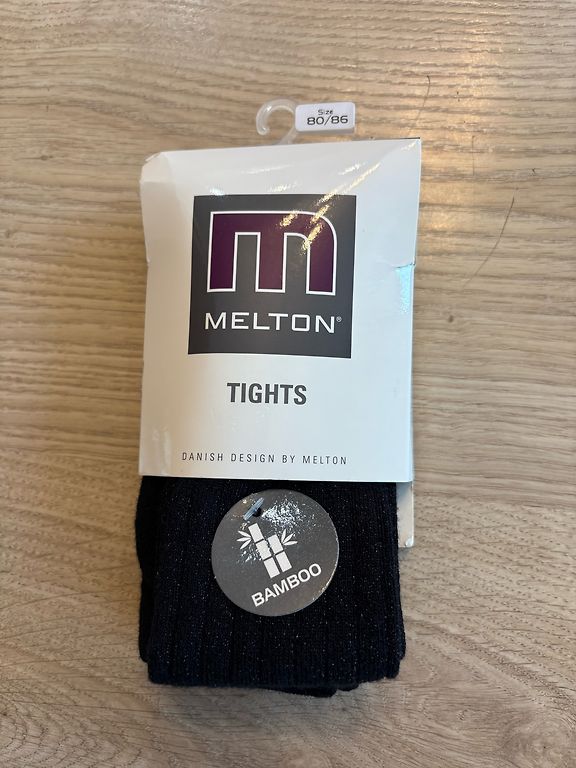 Size
80/86
MELTON®
TIGHTS
DANISH DESIGN BY MELTON
BAMBOO